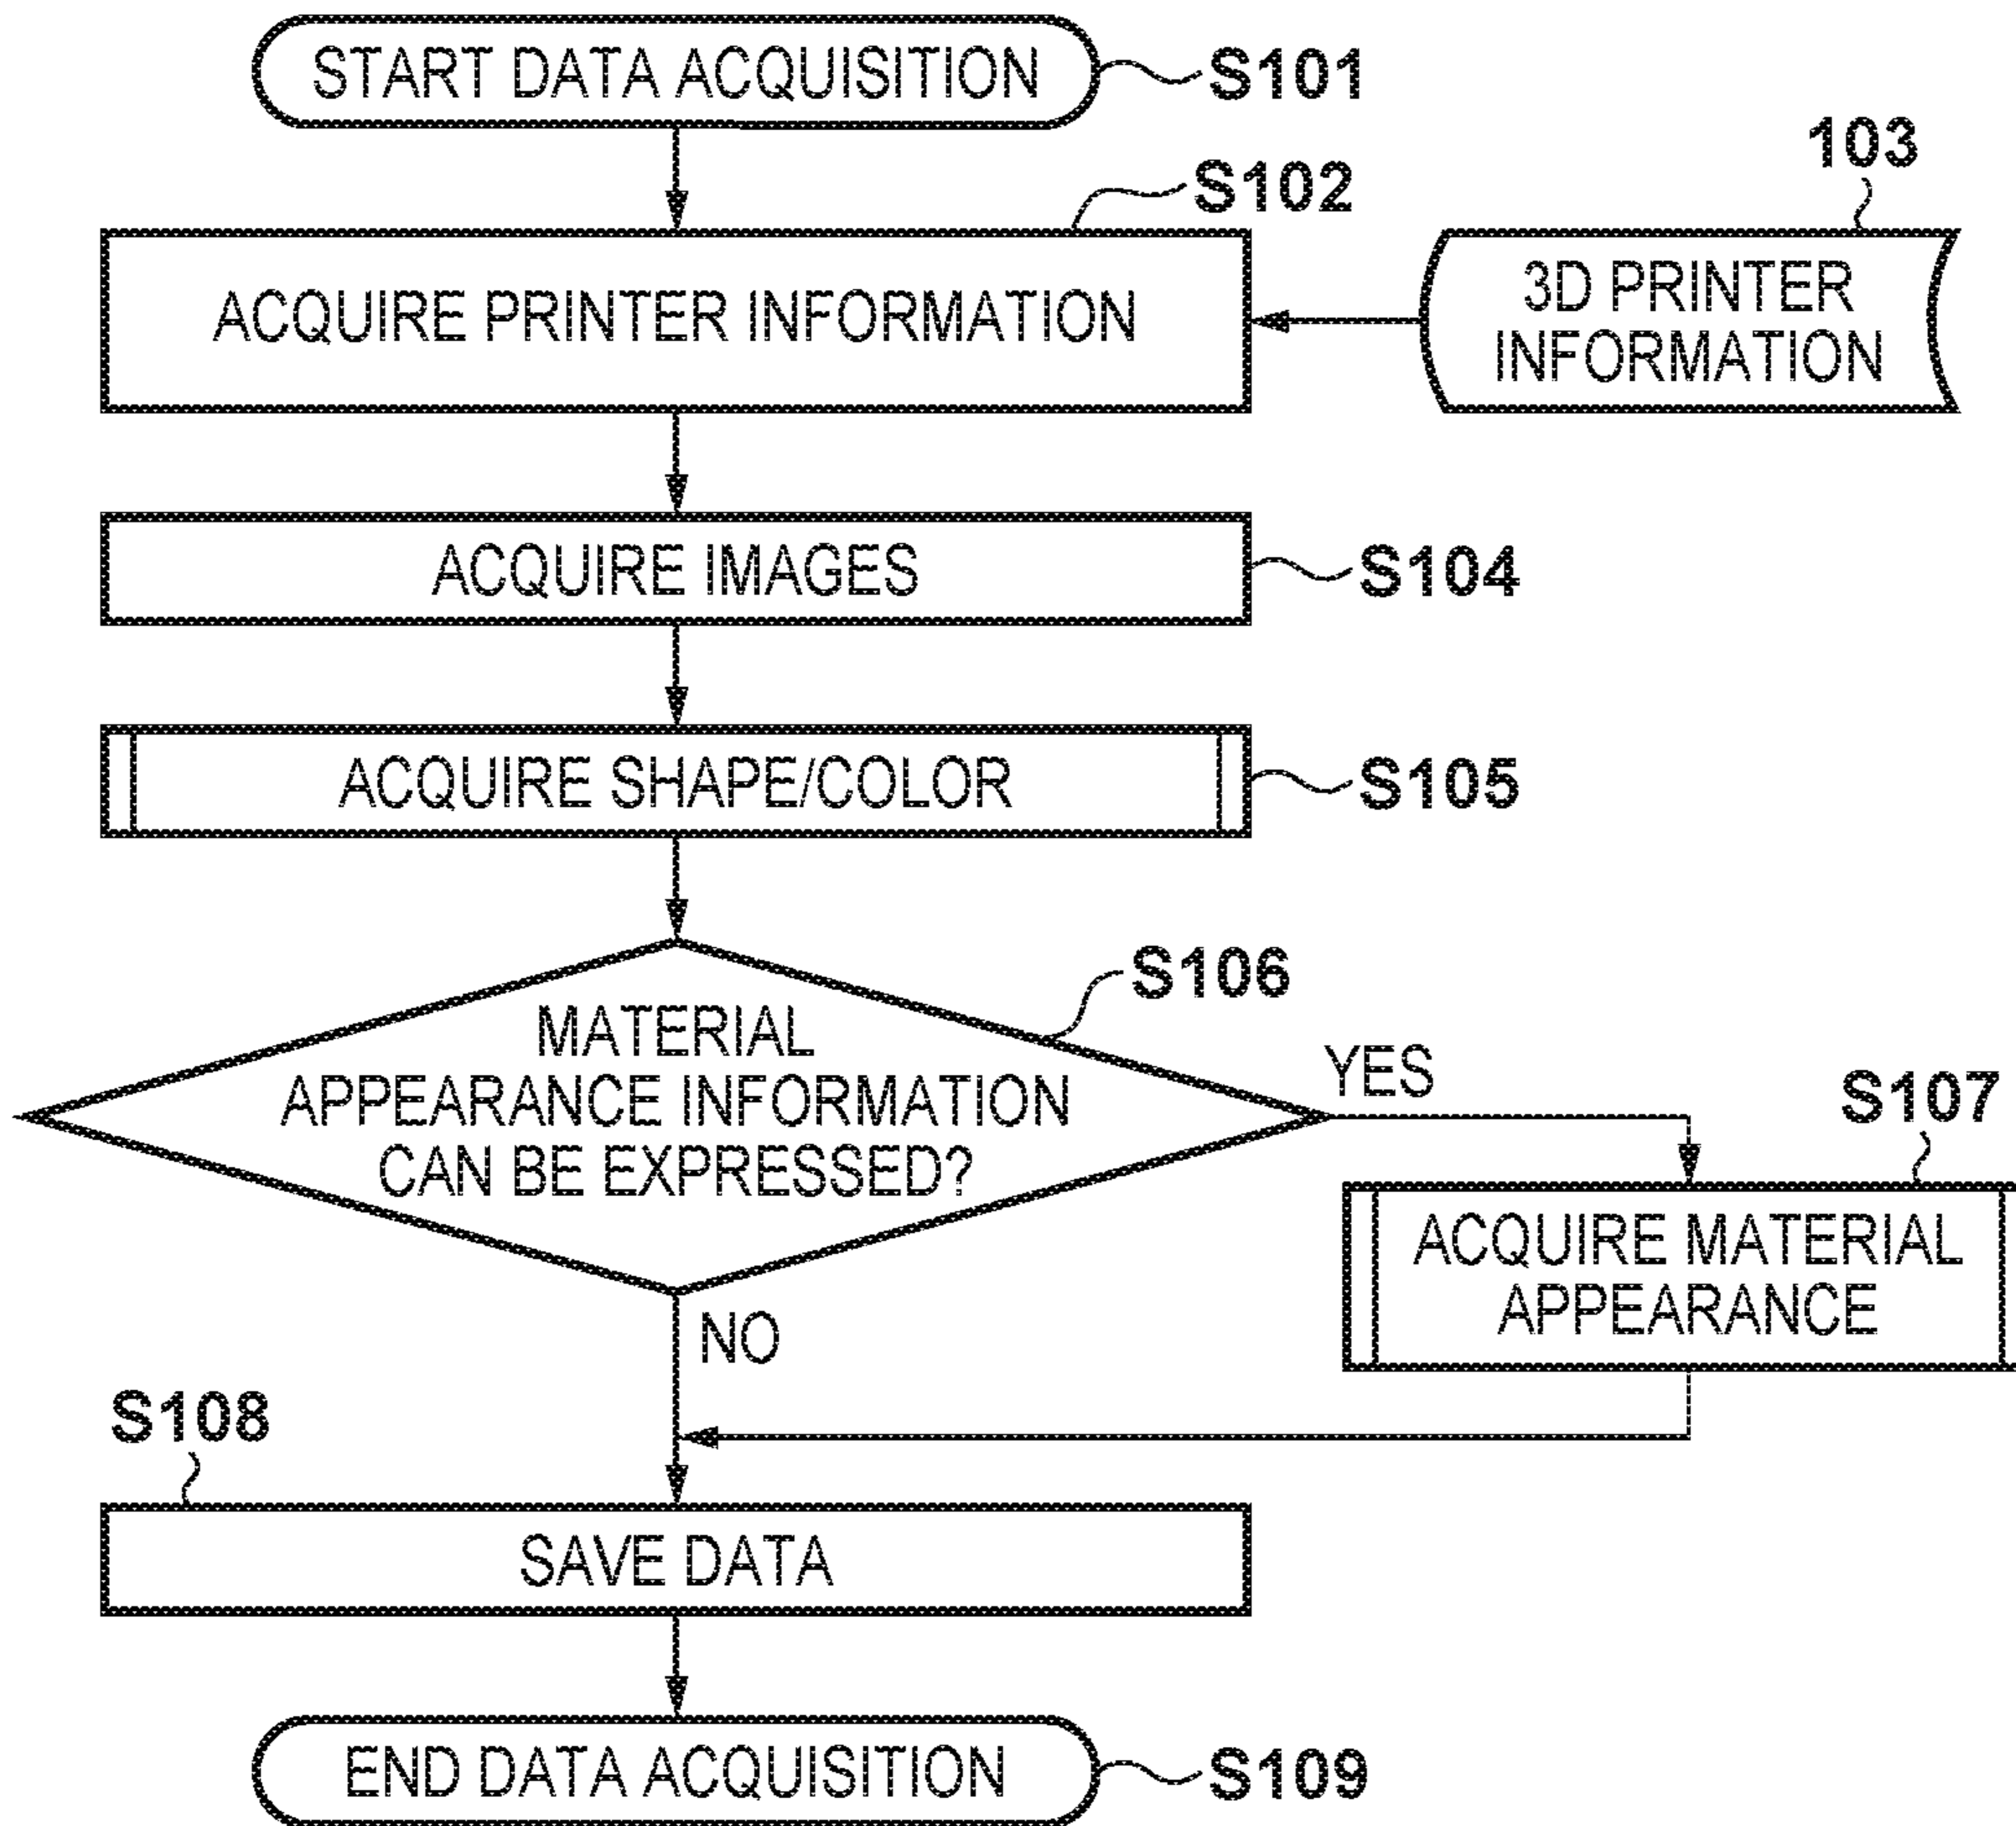 START DATA ACQUISITION
S101
S102
103
ACQUIRE PRINTER INFORMATION
3D PRINTER
INFORMATION
ACQUIRE IMAGES
S104
ACQUIRE SHAPE/COLOR
S105
S106
MATERIAL
APPEARANCE INFORMATION
CAN BE EXPRESSED?
YES
S107
ACQUIRE MATERIAL
APPEARANCE
NO
S108
SAVE DATA
END DATA ACQUISITION
S109